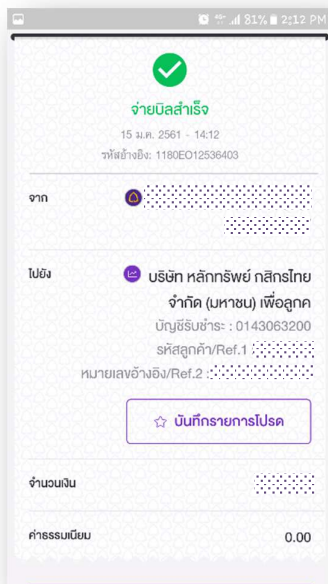 81% 2:12 PM
จ่ายบิลสำเร็จ
15 ม.ค. 2561 - 14:12
รหัสอ้างอิง: 1180EO12536403
จาก
ไปยัง
บริษัท หลักทรัพย์ กสิกรไทย
จำกัด (มหาชน) เพื่อลูกค
บัญชีรับชำระ : 0143063200
รหัสลูกค้า/Ref.1 :
หมายเลขอ้างอิง/Ref.2 :
บันทึกรายการโปรด
จำนวนเงิน
ค่าธรรมเนียม
0.00